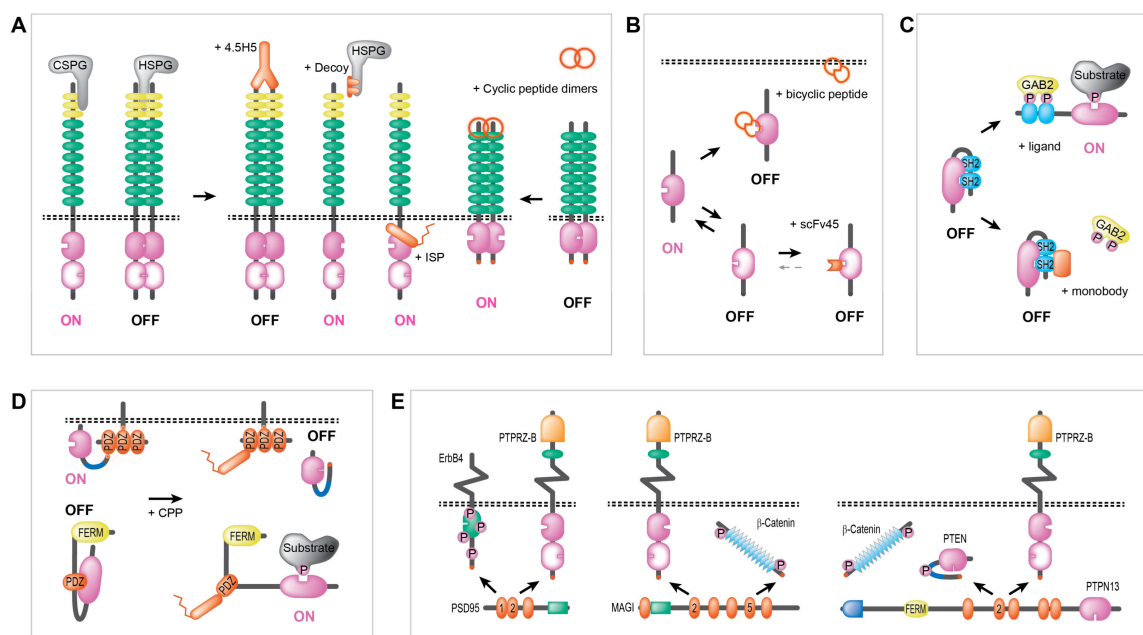 A
CSPG
HSPG
+ 4.5H5
+ Decoy
HSPG
+ Cyclic peptide dimers
+ ISP
ON
OFF
OFF
ON
ON
ON
OFF
B
+ bicyclic peptide
OFF
ON
+ scFv45
OFF
OFF
C
GAB2
P
P
Substrate
P
+ ligand
ON
SH2
SH2
OFF
GAB2
P
P
SH2
SH2
+ monobody
OFF
D
PDZ
PDZ
PDZ
ON
PDZ
PDZ
PDZ
OFF
OFF
+ CPP
FERM
PDZ
FERM
Substrate
P
PDZ
ON
E
PTPRZ-B
ErbB4
P
P
P
P
PSD95
1
2
PTPRZ-B
β-Catenin
P
P
MAGI
2
5
PTPRZ-B
β-Catenin
P
P
PTEN
P
PTPN13
FERM
2